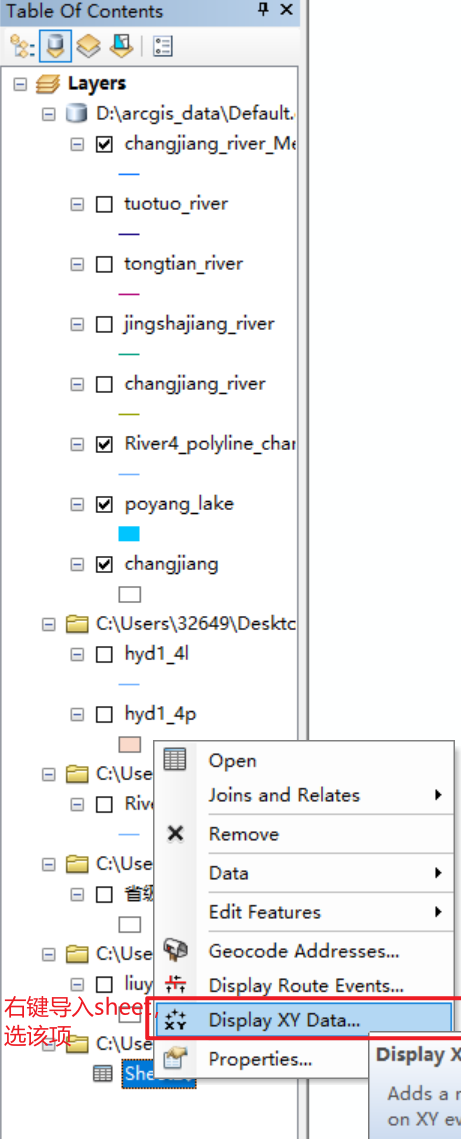 Table Of Contents
Layers
D:\arcgis_data\Default.
changjiang_river_Me
tuotuo_river
tongtian_river
jingshajiang_river
changjiang_river
River4_polyline_chan
poyang_lake
changjiang
C:\Users\32649\Deskto
hyd1_4l
hyd1_4p
C:\Use
Rive
C:\Use
省级
C:\Use
liuy
C:\Use
Open
Joins and Relates
Remove
Data
Edit Features
Geocode Addresses...
Display Route Events...
Display XY Data...
Properties...
右键导入sheet,
选该项
Display X
Adds a n
on XY ev